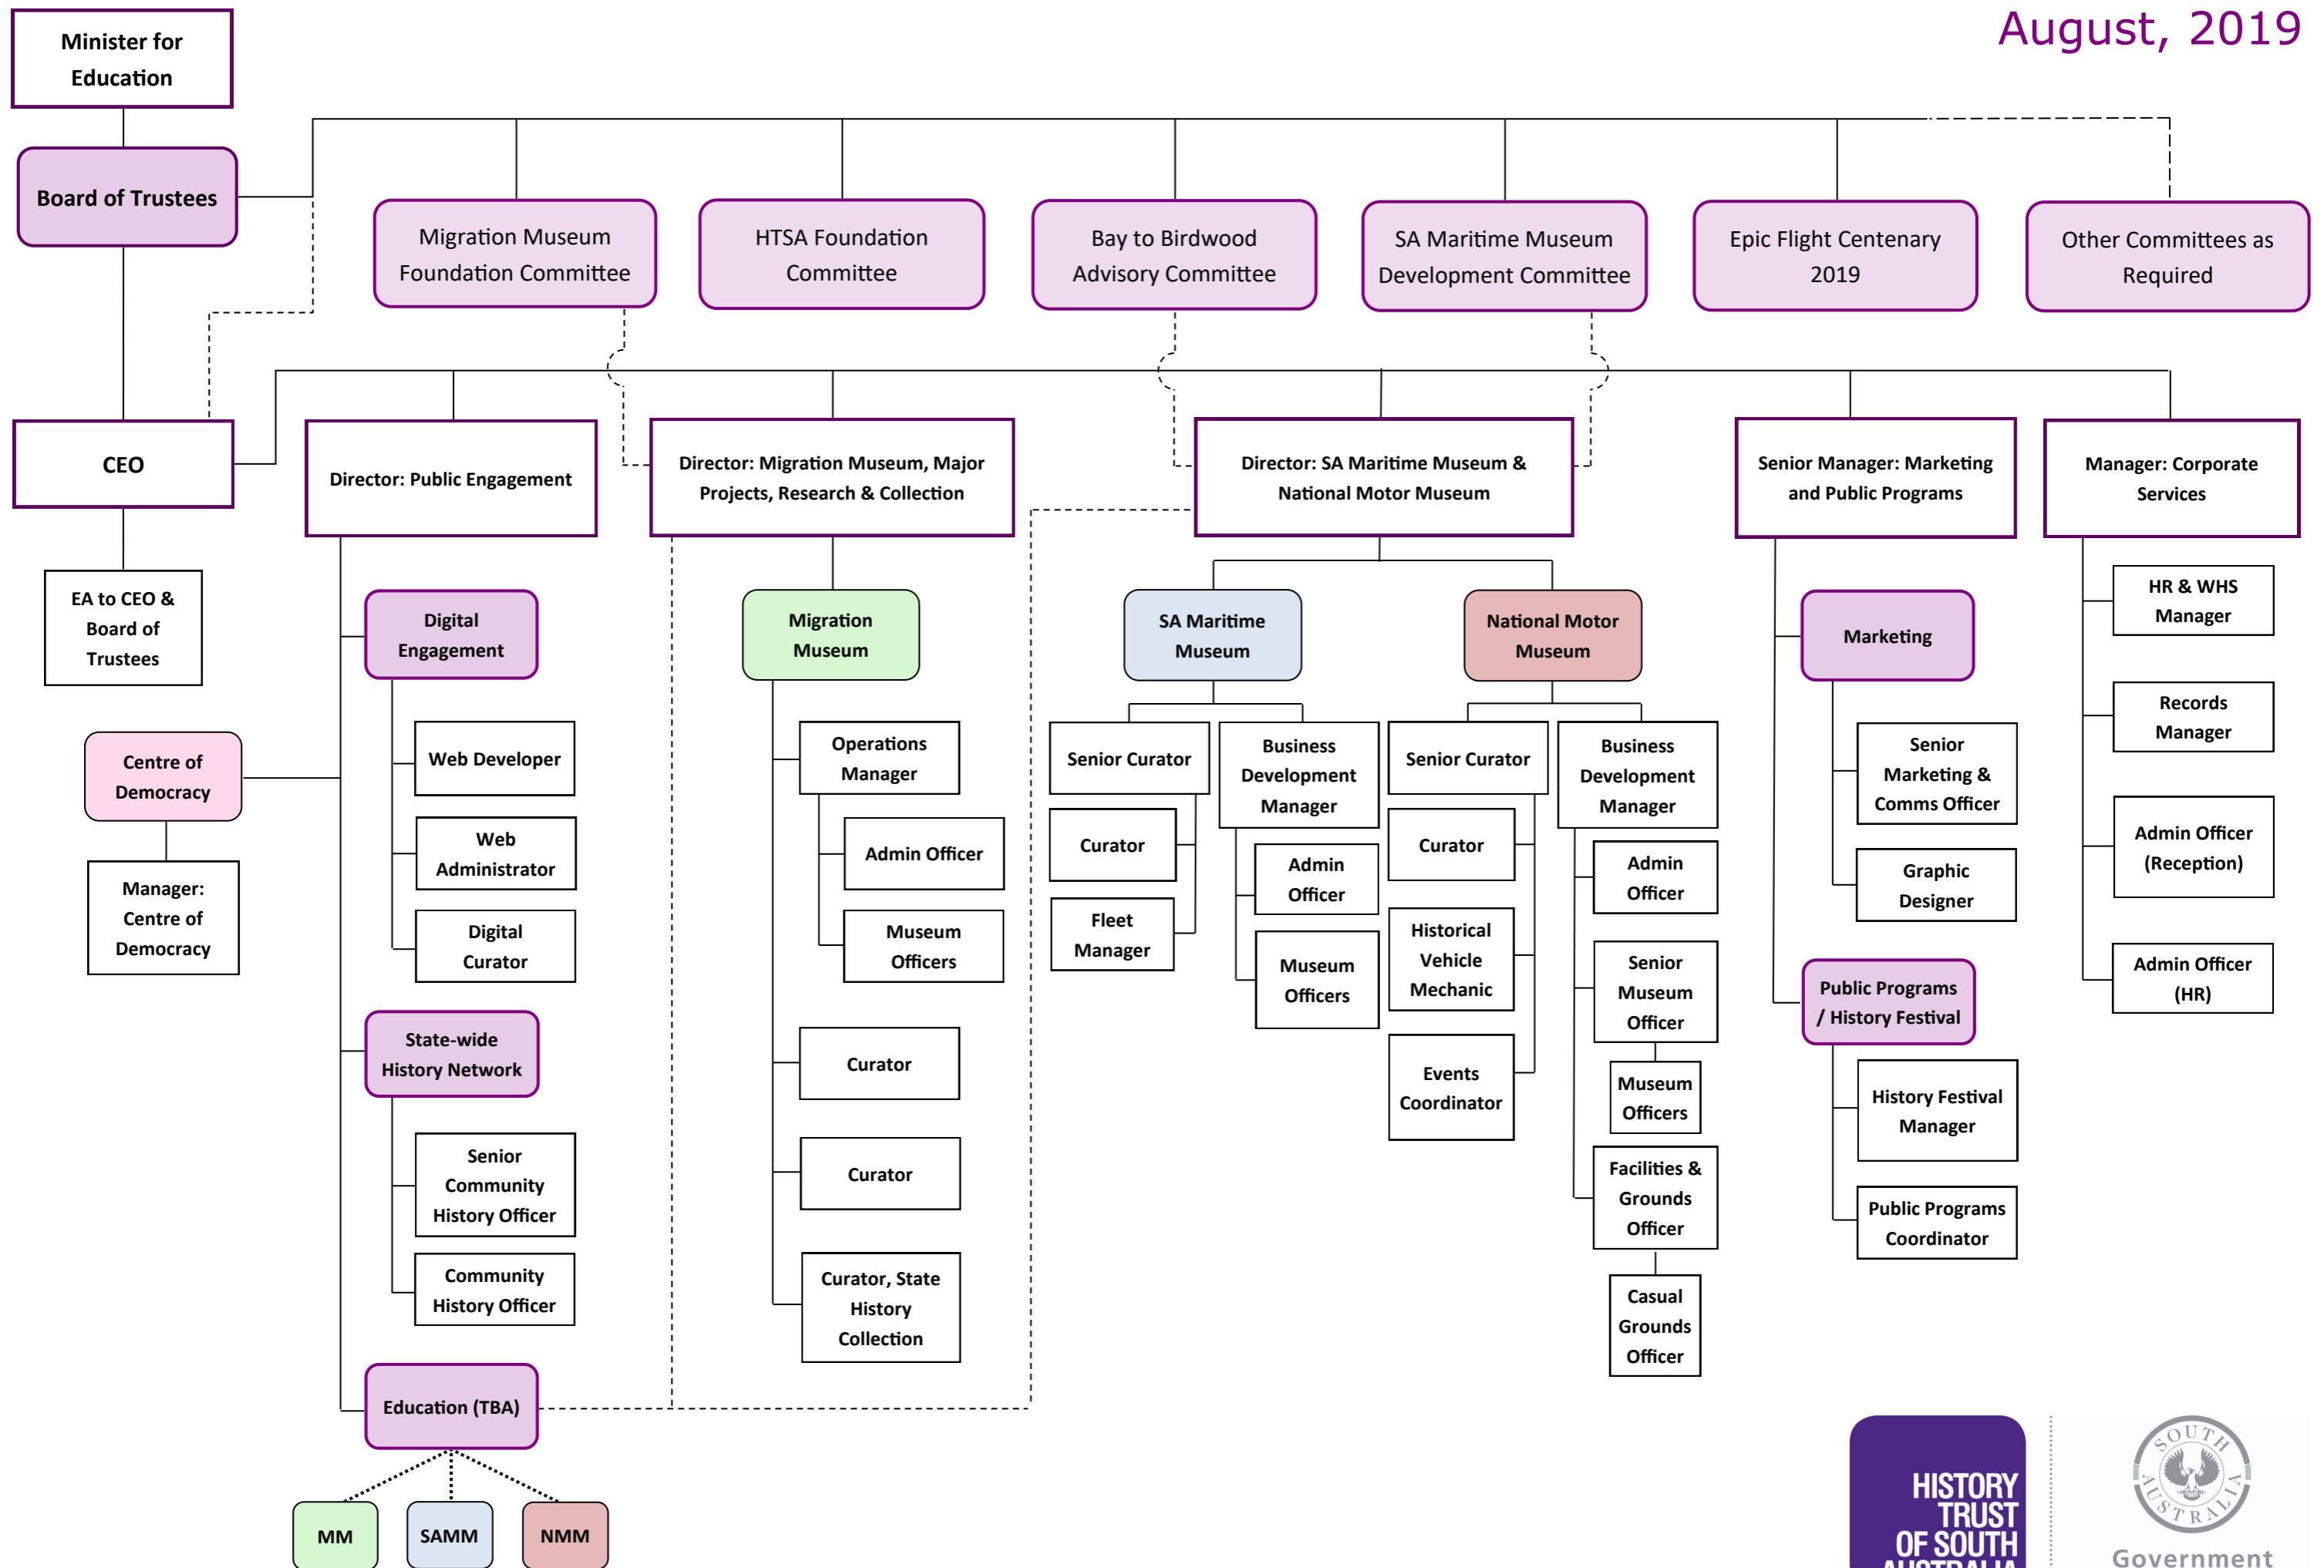 August, 2019
Minister for
Education
Board of Trustees
Migration Museum
Foundation Committee
HTSA Foundation
Committee
Bay to Birdwood
Advisory Committee
SA Maritime Museum
Development Committee
Epic Flight Centenary
2019
Other Committees as
Required
CEO
Director: Public Engagement
Director: Migration Museum, Major
Projects, Research & Collection
Director: SA Maritime Museum &
National Motor Museum
Senior Manager: Marketing
and Public Programs
Manager: Corporate
Services
EA to CEO &
Board of
Trustees
Centre of
Democracy
Manager:
Centre of
Democracy
Digital
Engagement
Web Developer
Web
Administrator
Digital
Curator
State-wide
History Network
Senior
Community
History Officer
Community
History Officer
Education (TBA)
MM
SAMM
NMM
Migration
Museum
Operations
Manager
Admin Officer
Museum
Officers
Curator
Curator
Curator, State
History
Collection
SA Maritime
Museum
Senior Curator
Curator
Fleet
Manager
Business
Development
Manager
Admin
Officer
Museum
Officers
National Motor
Museum
Senior Curator
Curator
Historical
Vehicle
Mechanic
Events
Coordinator
Business
Development
Manager
Admin
Officer
Senior
Museum
Officer
Museum
Officers
Facilities &
Grounds
Officer
Casual
Grounds
Officer
Marketing
Senior
Marketing &
Comms Officer
Graphic
Designer
Public Programs
/ History Festival
History Festival
Manager
Public Programs
Coordinator
HR & WHS
Manager
Records
Manager
Admin Officer
(Reception)
Admin Officer
(HR)
HISTORY
TRUST
OF SOUTH
AUSTRALIA
SOUTH
AUSTRALIA
Government